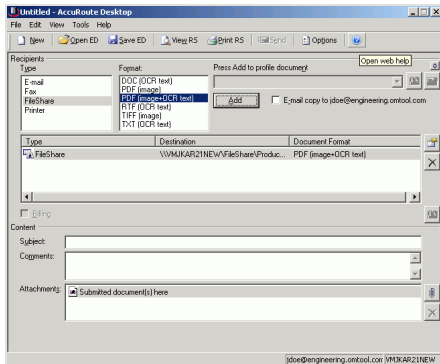 Untitled - AccuRoute Desktop
File Edit View Tools Help
New Open ED Save ED View RS Print RS Send Options
Open web help
Recipients
Type Format: Press Add to profile document
E-mail
Fax
FileShare
Printer
DOC (OCR text)
PDF (image)
PDF (image+OCR text)
RTF (OCR text)
TIFF (image)
TXT (OCR text)
Add E-mail copy to jdoe@engineering.omtool.com
Type Destination Document Format
FileShare \\VMJKAR21NEW\FileShare\Produc... PDF (image+OCR text)
Billing
Content
Subject:
Comments:
Attachments: Submitted document(s) here
jdoe@engineering.omtool.com VMJKAR21NEW